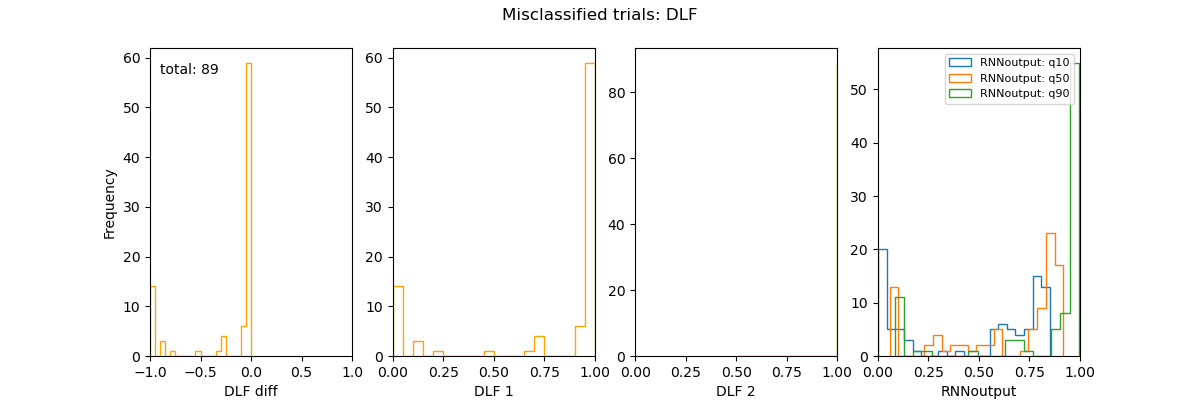 Misclassified trials: DLF
total: 89
Frequency
60
50
40
30
20
10
0
−1.0 −0.5 0.0 0.5 1.0
DLF diff
60
50
40
30
20
10
0
0.00 0.25 0.50 0.75 1.00
DLF 1
80
60
40
20
0
0.00 0.25 0.50 0.75 1.00
DLF 2
RNNoutput: q10
RNNoutput: q50
RNNoutput: q90
50
40
30
20
10
0
0.00 0.25 0.50 0.75 1.00
RNNoutput